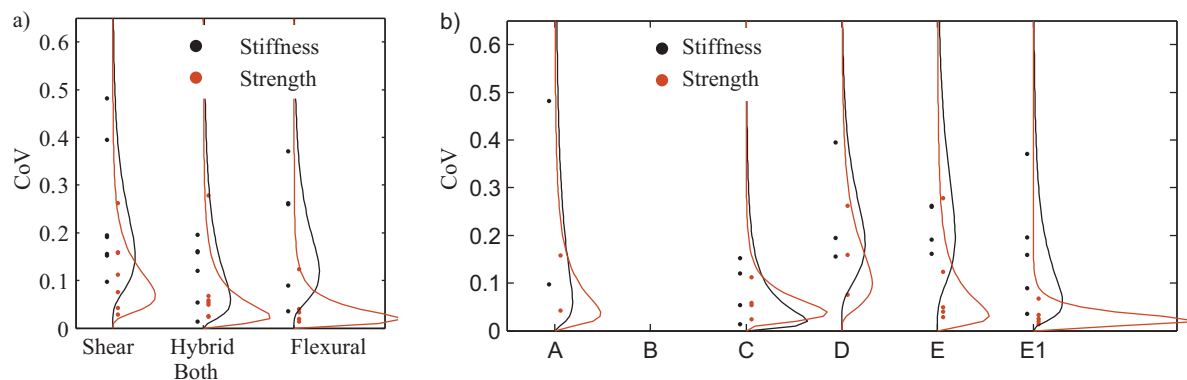 a)
CoV
0.6
0.5
0.4
0.3
0.2
0.1
0
Stiffness
Strength
Shear
Hybrid
Both
Flexural
b)
CoV
0.6
0.5
0.4
0.3
0.2
0.1
0
Stiffness
Strength
A
B
C
D
E
E1